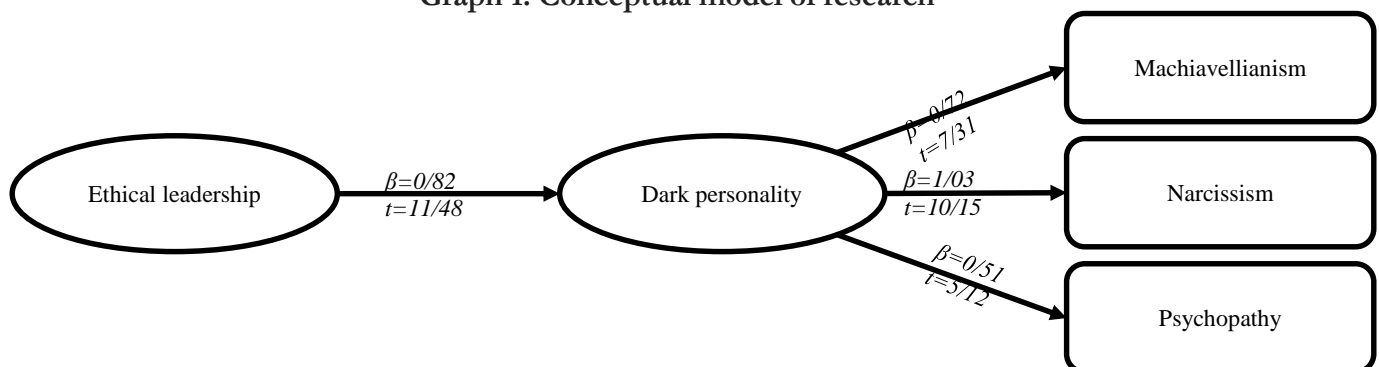 Graph 1. Conceptual model of research
Machiavellianism
β=0/72
t=7/31
Ethical leadership
β=0/82
t=11/48
Dark personality
β=1/03
t=10/15
Narcissism
β=0/51
t=5/12
Psychopathy